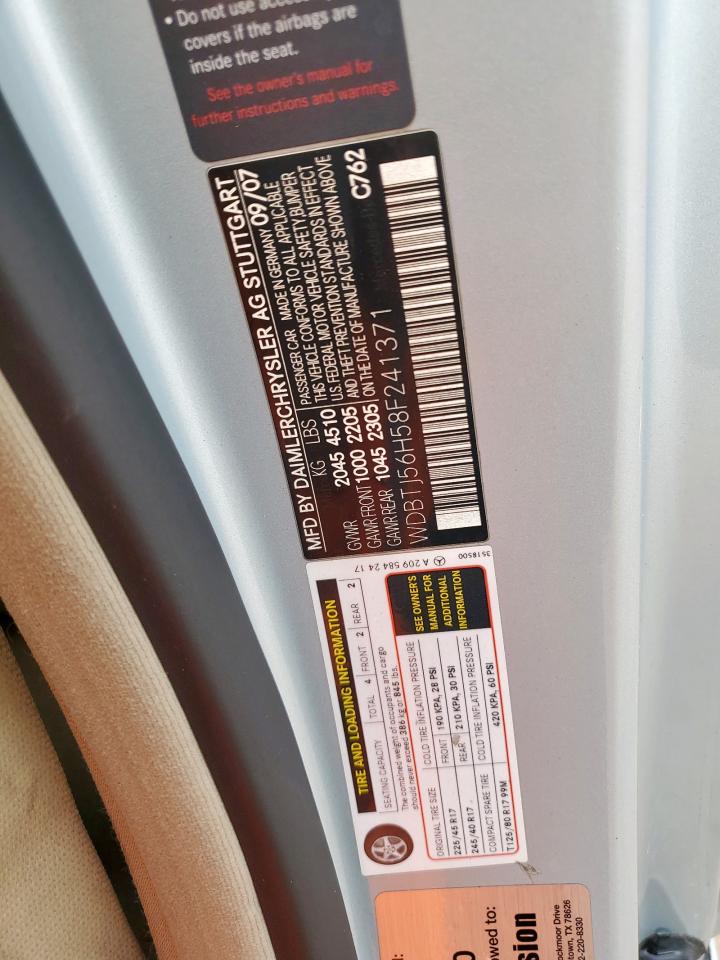 • Do not use
covers if the airbags are
inside the seat.
See the owner's manual for
further instructions and warnings.
MFD BY DAIMLERCHRYSLER AG STUTTGART
KG LBS PASSENGER CAR MADE IN GERMANY 09/07
GVWR 2045 4510 THIS VEHICLE CONFORMS TO ALL APPLICABLE
GAWR FRONT 1000 2205 U.S. FEDERAL MOTOR VEHICLE SAFETY, BUMPER
GAWR REAR 1045 2305 AND THEFT PREVENTION STANDARDS IN EFFECT
ON THE DATE OF MANUFACTURE SHOWN ABOVE
WDBTJ56H58F241371 C762
TIRE AND LOADING INFORMATION
SEATING CAPACITY TOTAL 4 FRONT 2 REAR 2
The combined weight of occupants and cargo
should never exceed 386 kg or 845 lbs.
ORIGINAL TIRE SIZE COLD TIRE INFLATION PRESSURE
225/45 R17 FRONT 190 KPA, 28 PSI
245/40 R17 REAR 210 KPA, 30 PSI
COMPACT SPARE TIRE COLD TIRE INFLATION PRESSURE
T125/80 R17 99M 420 KPA, 60 PSI
SEE OWNER'S
MANUAL FOR
ADDITIONAL
INFORMATION
A 209 584 24 17
3518500
owed to:
sion
ockmoor Drive
town, TX 78626
2-220-8330